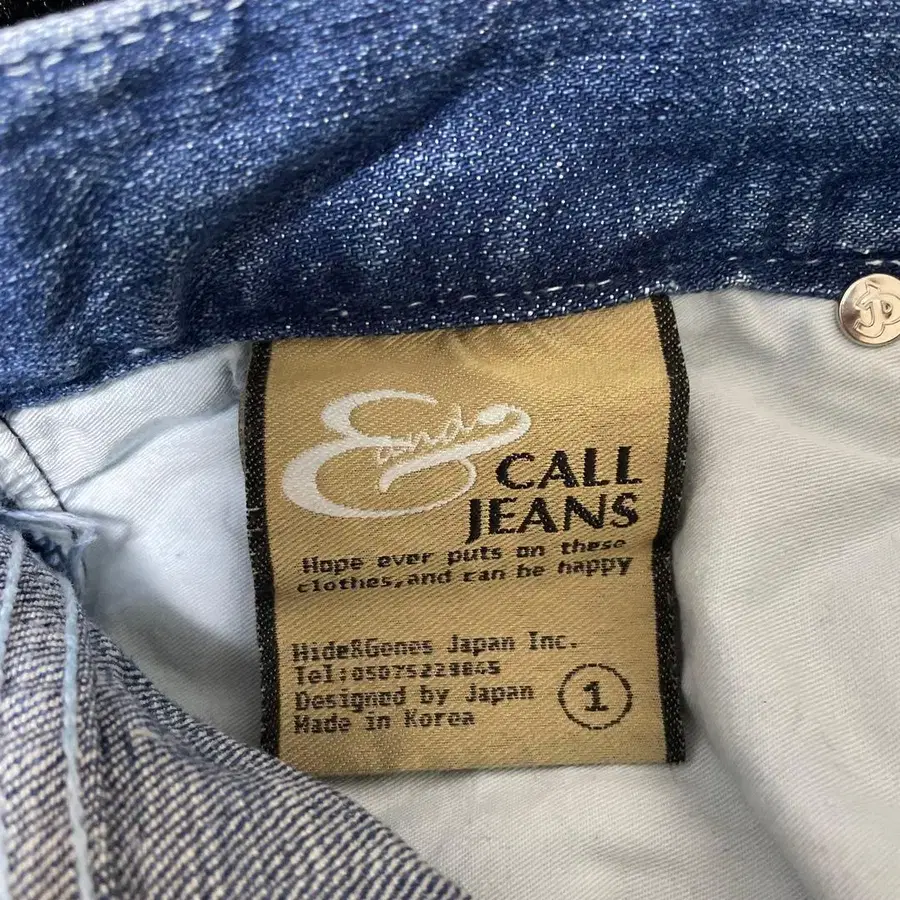 &
and
CALL
JEANS
Hope ever puts on these
clothes,and can be happy
Hide&Genes Japan Inc.
Tel:05075228645
Designed by Japan
Made in Korea
1